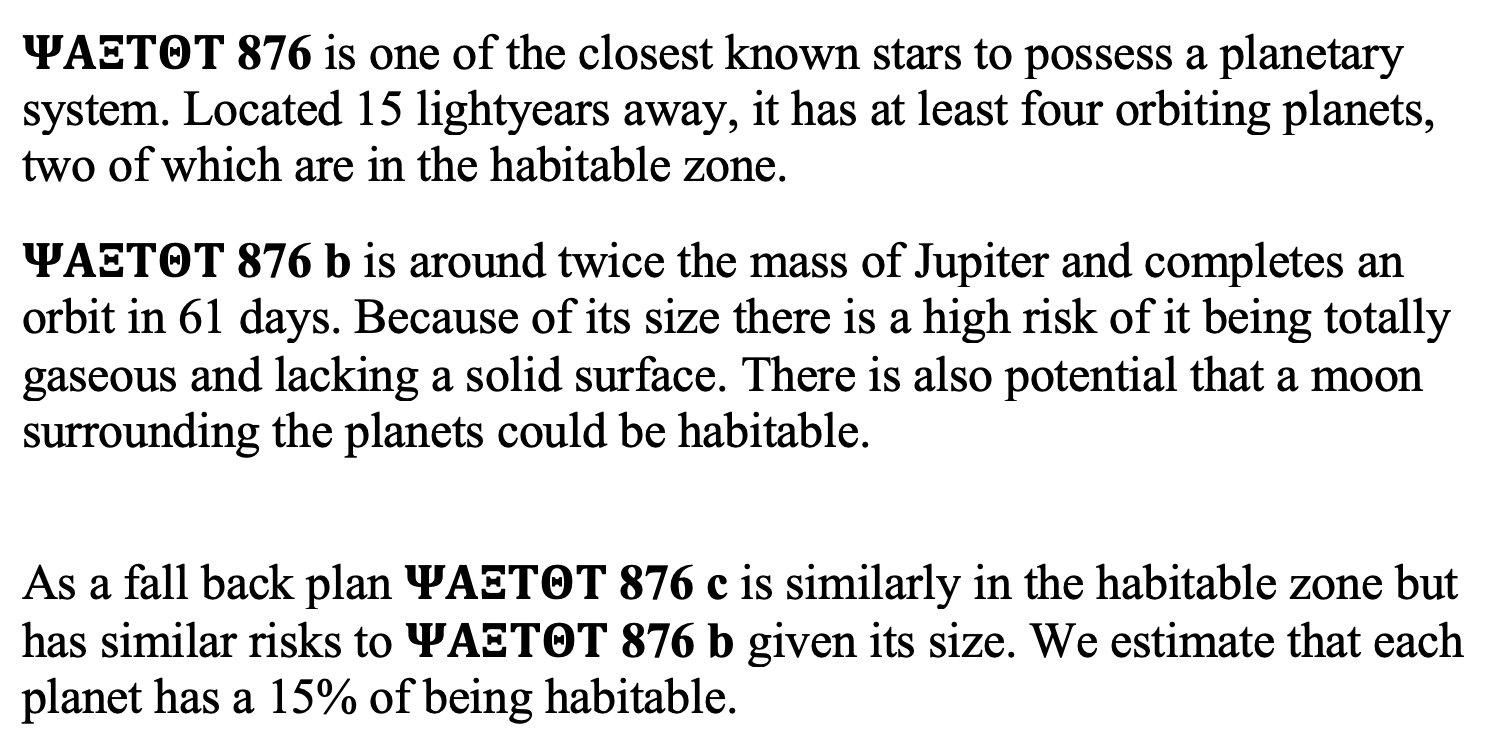 ΨΑΞΤΘΤ 876 is one of the closest known stars to possess a planetary
system. Located 15 lightyears away, it has at least four orbiting planets,
two of which are in the habitable zone.
ΨΑΞΤΘΤ 876 b is around twice the mass of Jupiter and completes an
orbit in 61 days. Because of its size there is a high risk of it being totally
gaseous and lacking a solid surface. There is also potential that a moon
surrounding the planets could be habitable.
As a fall back plan ΨΑΞΤΘΤ 876 c is similarly in the habitable zone but
has similar risks to ΨΑΞΤΘΤ 876 b given its size. We estimate that each
planet has a 15% of being habitable.